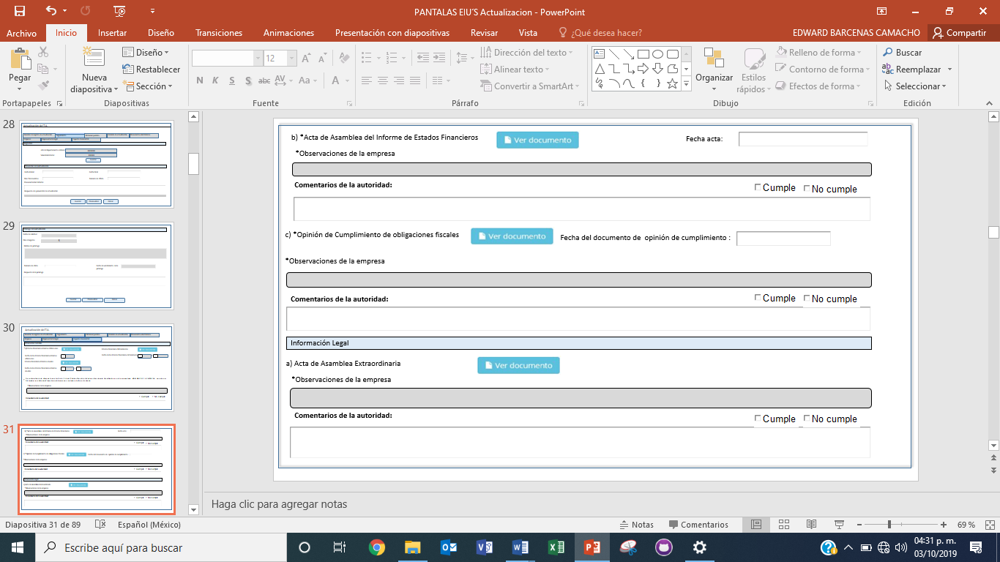 PANTALAS EIU´S Actualizacion - PowerPoint
Archivo Inicio Insertar Diseño Transiciones Animaciones Presentación con diapositivas Revisar Vista ¿Qué desea hacer? EDWARD BARCENAS CAMACHO Compartir
Pegar
Nueva diapositiva
Diseño
Restablecer
Sección
12
N K S S abc AV Aa A
Dirección del texto
Alinear texto
Convertir a SmartArt
Organizar
Estilos rápidos
Relleno de forma
Contorno de forma
Efectos de forma
Buscar
Reemplazar
Seleccionar
Portapapeles Diapositivas Fuente Párrafo Dibujo Edición
28
29
30
31
b) *Acta de Asamblea del Informe de Estados Financieros Ver documento Fecha acta:
*Observaciones de la empresa
Comentarios de la autoridad: Cumple No cumple
c) *Opinión de Cumplimiento de obligaciones fiscales Ver documento Fecha del documento de opinión de cumplimiento :
*Observaciones de la empresa
Comentarios de la autoridad: Cumple No cumple
Información Legal
a) Acta de Asamblea Extraordinaria Ver documento
*Observaciones de la empresa
Comentarios de la autoridad: Cumple No cumple
Haga clic para agregar notas
Diapositiva 31 de 89 Español (México) Notas Comentarios 69 %
Escribe aquí para buscar
04:31 p. m.
03/10/2019